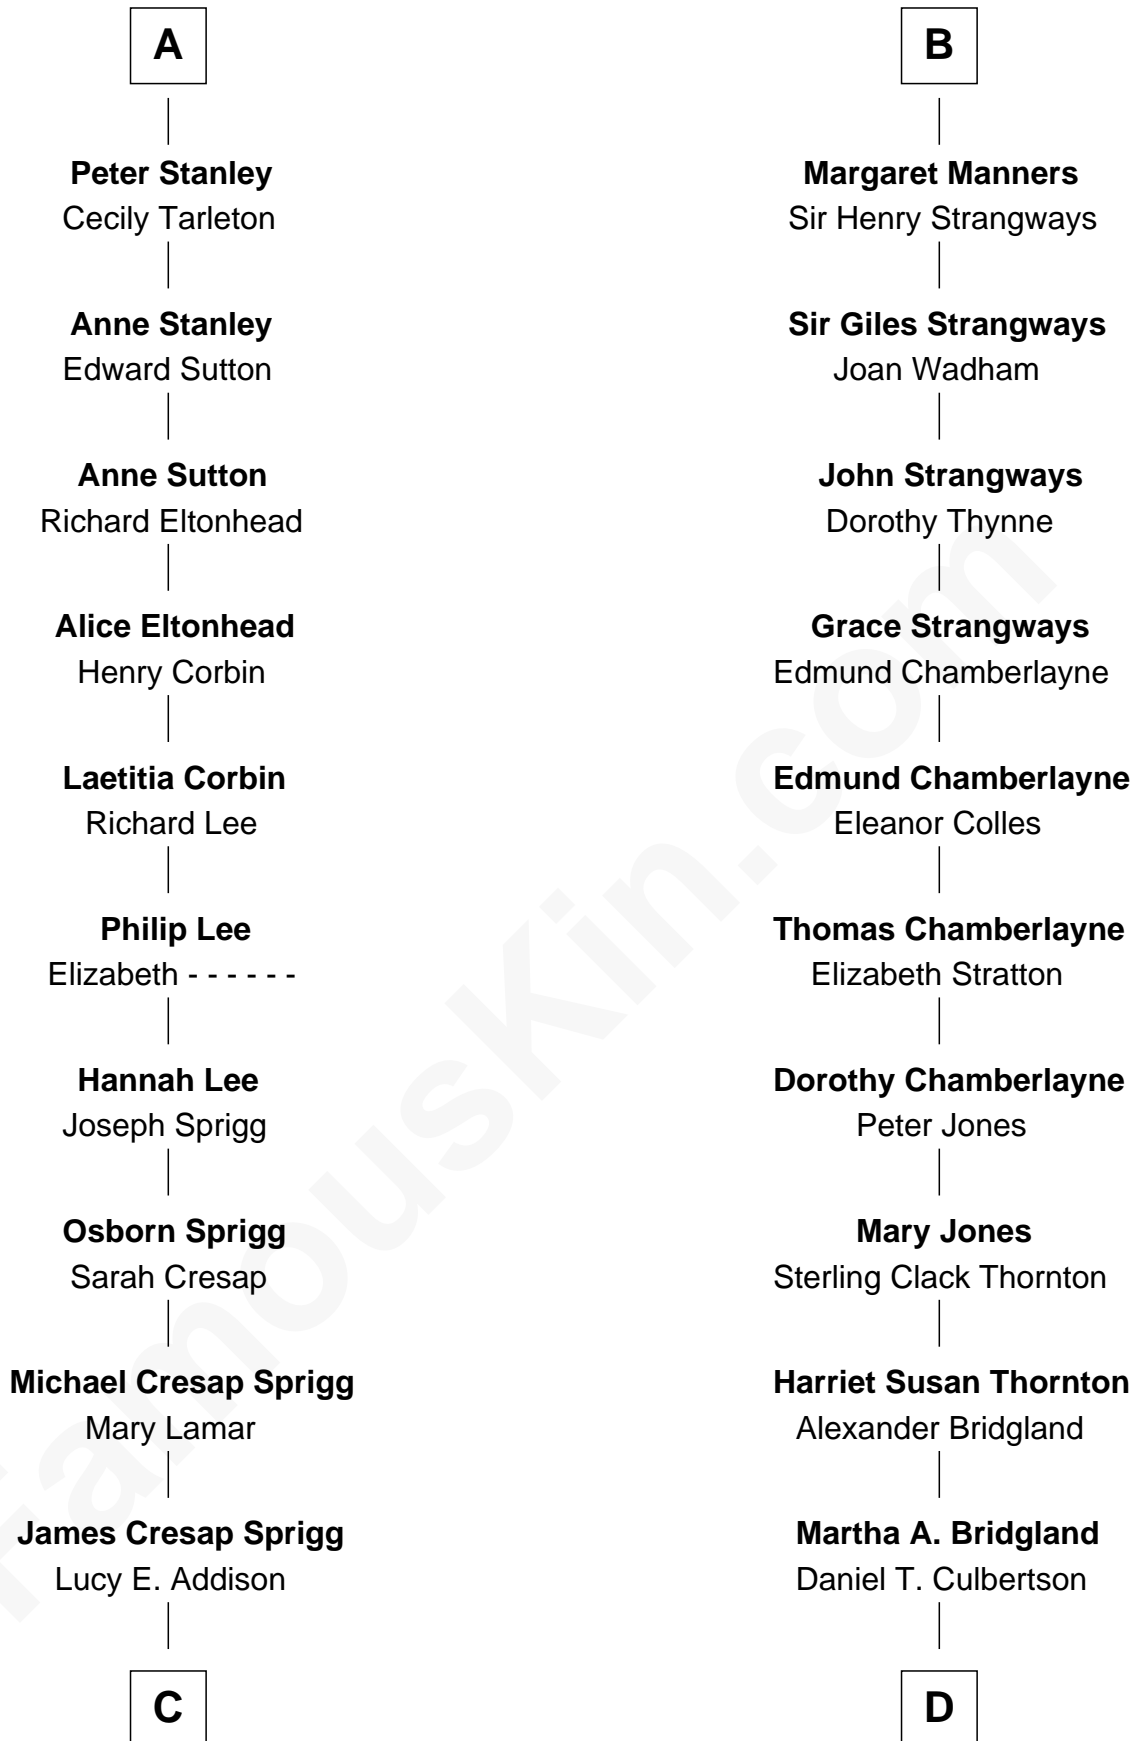 A
Peter Stanley
Cecily Tarleton
Anne Stanley
Edward Sutton
Anne Sutton
Richard Eltonhead
Alice Eltonhead
Henry Corbin
Laetitia Corbin
Richard Lee
Philip Lee
Elizabeth - - - - - -
Hannah Lee
Joseph Sprigg
Osborn Sprigg
Sarah Cresap
Michael Cresap Sprigg
Mary Lamar
James Cresap Sprigg
Lucy E. Addison
C
B
Margaret Manners
Sir Henry Strangways
Sir Giles Strangways
Joan Wadham
John Strangways
Dorothy Thynne
Grace Strangways
Edmund Chamberlayne
Edmund Chamberlayne
Eleanor Colles
Thomas Chamberlayne
Elizabeth Stratton
Dorothy Chamberlayne
Peter Jones
Mary Jones
Sterling Clack Thornton
Harriet Susan Thornton
Alexander Bridgland
Martha A. Bridgland
Daniel T. Culbertson
D
FamousKin.com